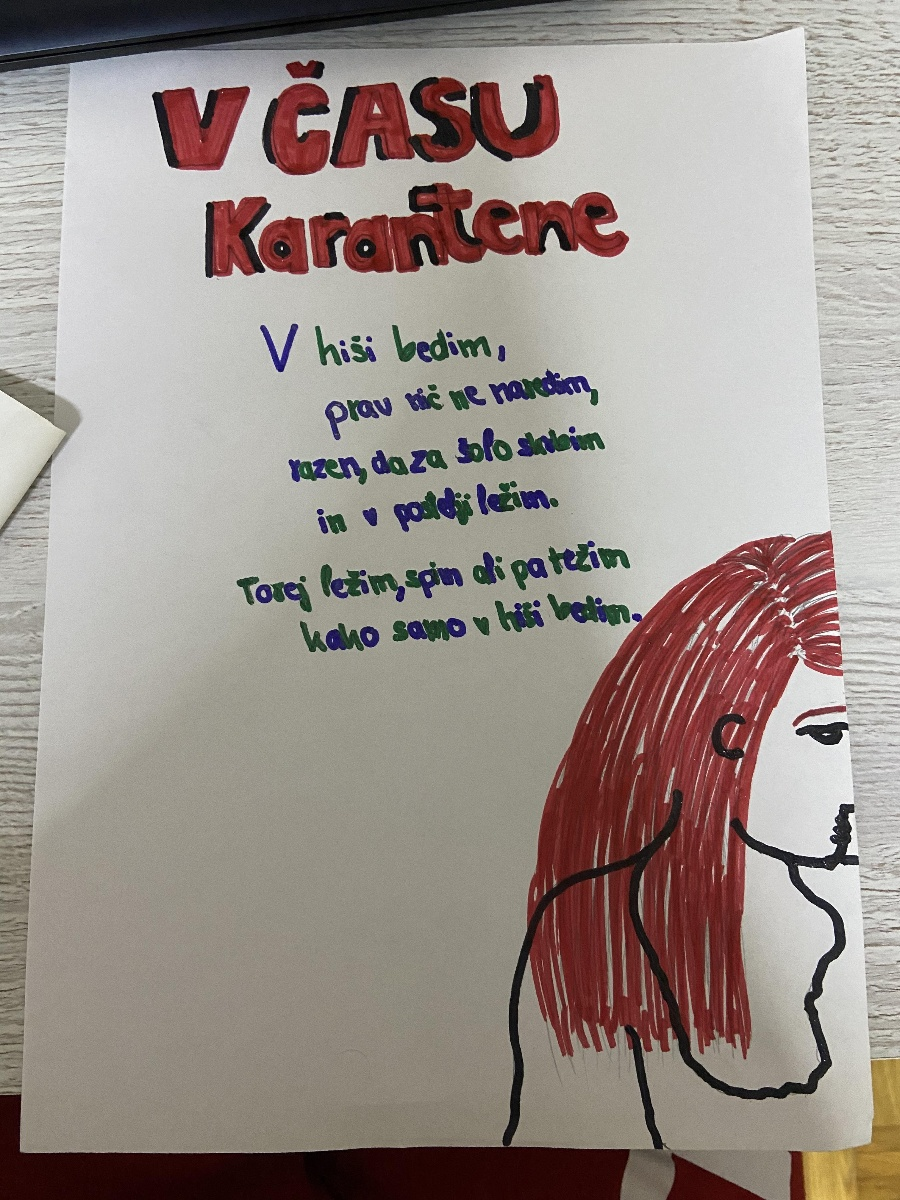 V ČASU
Karantene
V hiši bedim,
prav nič ne naredim,
razen, da za šolo skrbim
in v postelji ležim.
Torej ležim, spim ali pa težim
kako samo v hiši bedim.